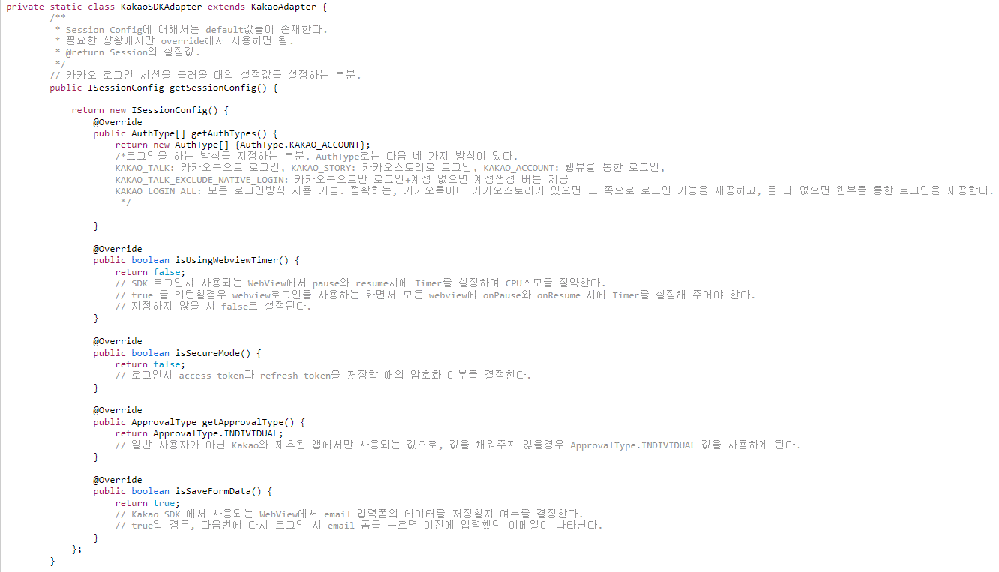 private static class KakaoSDKAdapter extends KakaoAdapter {
/**
* Session Config에 대해서는 default값들이 존재한다.
* 필요한 상황에서만 override해서 사용하면 됨.
* @return Session의 설정값.
*/
// 카카오 로그인 세션을 불러올 때의 설정값을 설정하는 부분.
public ISessionConfig getSessionConfig() {
return new ISessionConfig() {
@Override
public AuthType[] getAuthTypes() {
return new AuthType[] {AuthType.KAKAO_ACCOUNT};
/*로그인을 하는 방식을 지정하는 부분. AuthType로는 다음 네 가지 방식이 있다.
KAKAO_TALK: 카카오톡으로 로그인, KAKAO_STORY: 카카오스토리로 로그인, KAKAO_ACCOUNT: 웹뷰를 통한 로그인,
KAKAO_TALK_EXCLUDE_NATIVE_LOGIN: 카카오톡으로만 로그인+계정 없으면 계정생성 버튼 제공
KAKAO_LOGIN_ALL: 모든 로그인방식 사용 가능. 정확히는, 카카오톡이나 카카오스토리가 있으면 그 쪽으로 로그인 기능을 제공하고, 둘 다 없으면 웹뷰를 통한 로그인을 제공한다.
*/
}
@Override
public boolean isUsingWebviewTimer() {
return false;
// SDK 로그인시 사용되는 WebView에서 pause와 resume시에 Timer를 설정하여 CPU소모를 절약한다.
// true 를 리턴할경우 webview로그인을 사용하는 화면서 모든 webview에 onPause와 onResume 시에 Timer를 설정해 주어야 한다.
// 지정하지 않을 시 false로 설정된다.
}
@Override
public boolean isSecureMode() {
return false;
// 로그인시 access token과 refresh token을 저장할 때의 암호화 여부를 결정한다.
}
@Override
public ApprovalType getApprovalType() {
return ApprovalType.INDIVIDUAL;
// 일반 사용자가 아닌 Kakao와 제휴된 앱에서만 사용되는 값으로, 값을 채워주지 않을경우 ApprovalType.INDIVIDUAL 값을 사용하게 된다.
}
@Override
public boolean isSaveFormData() {
return true;
// Kakao SDK 에서 사용되는 WebView에서 email 입력폼의 데이터를 저장할지 여부를 결정한다.
// true일 경우, 다음번에 다시 로그인 시 email 폼을 누르면 이전에 입력했던 이메일이 나타난다.
}
};
}